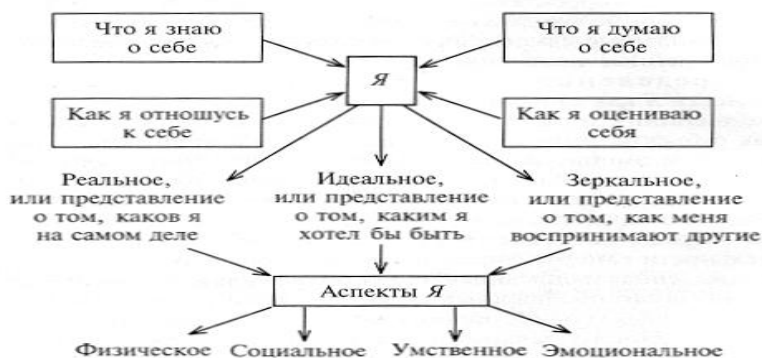 Что я знаю
о себе
Что я думаю
о себе
Я
Как я отношусь
к себе
Как я оцениваю
себя
Реальное,
или представление
о том, каков я
на самом деле
Идеальное,
или представление
о том, каким я
хотел бы быть
Зеркальное,
или представление
о том, как меня
воспринимают другие
Аспекты Я
Физическое Социальное Умственное Эмоциональное